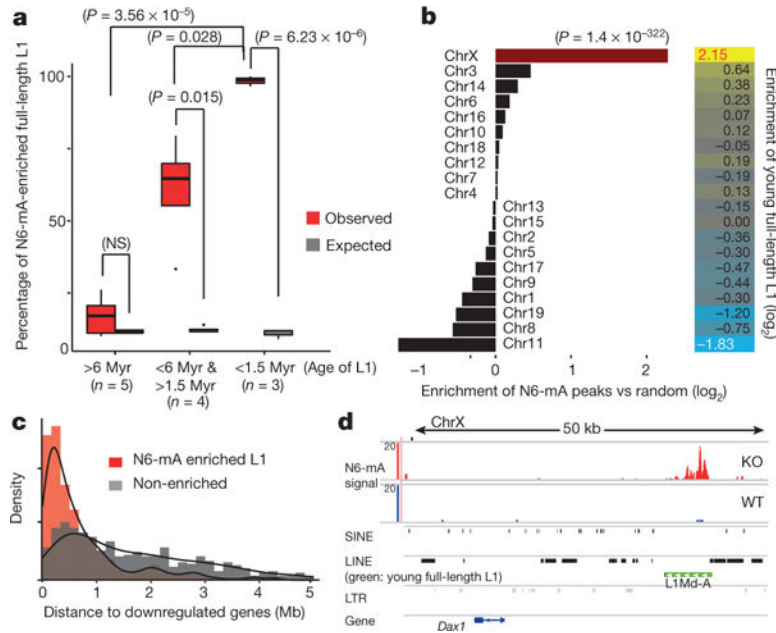 a
(P = 3.56 × 10⁻⁵)
(P = 0.028)
(P = 6.23 × 10⁻⁶)
(P = 0.015)
(NS)
Percentage of N6-mA-enriched full-length L1
100
50
0
Observed
Expected
>6 Myr <6 Myr & <1.5 Myr (Age of L1)
(n = 5) >1.5 Myr (n = 3)
(n = 4)
b
(P = 1.4 × 10⁻³²²)
ChrX 2.15
Chr3 0.64
Chr14 0.38
Chr6 0.23
Chr16 0.07
Chr10 0.12
Chr18 −0.05
Chr12 0.19
Chr7 −0.19
Chr4 0.13
Chr13 −0.15
Chr15 0.00
Chr2 −0.36
Chr5 −0.30
Chr17 −0.47
Chr9 −0.44
Chr1 −0.30
Chr19 −1.20
Chr8 −0.75
Chr11 −1.83
−1 0 1 2
Enrichment of N6-mA peaks vs random (log₂)
Enrichment of young full-length L1 (log₂)
c
N6-mA enriched L1
Non-enriched
Density
0 1 2 3 4 5
Distance to downregulated genes (Mb)
d
ChrX
50 kb
20
KO
N6-mA
signal
20
WT
SINE
LINE
(green: young full-length L1)
L1Md-A
LTR
Gene
Dax1